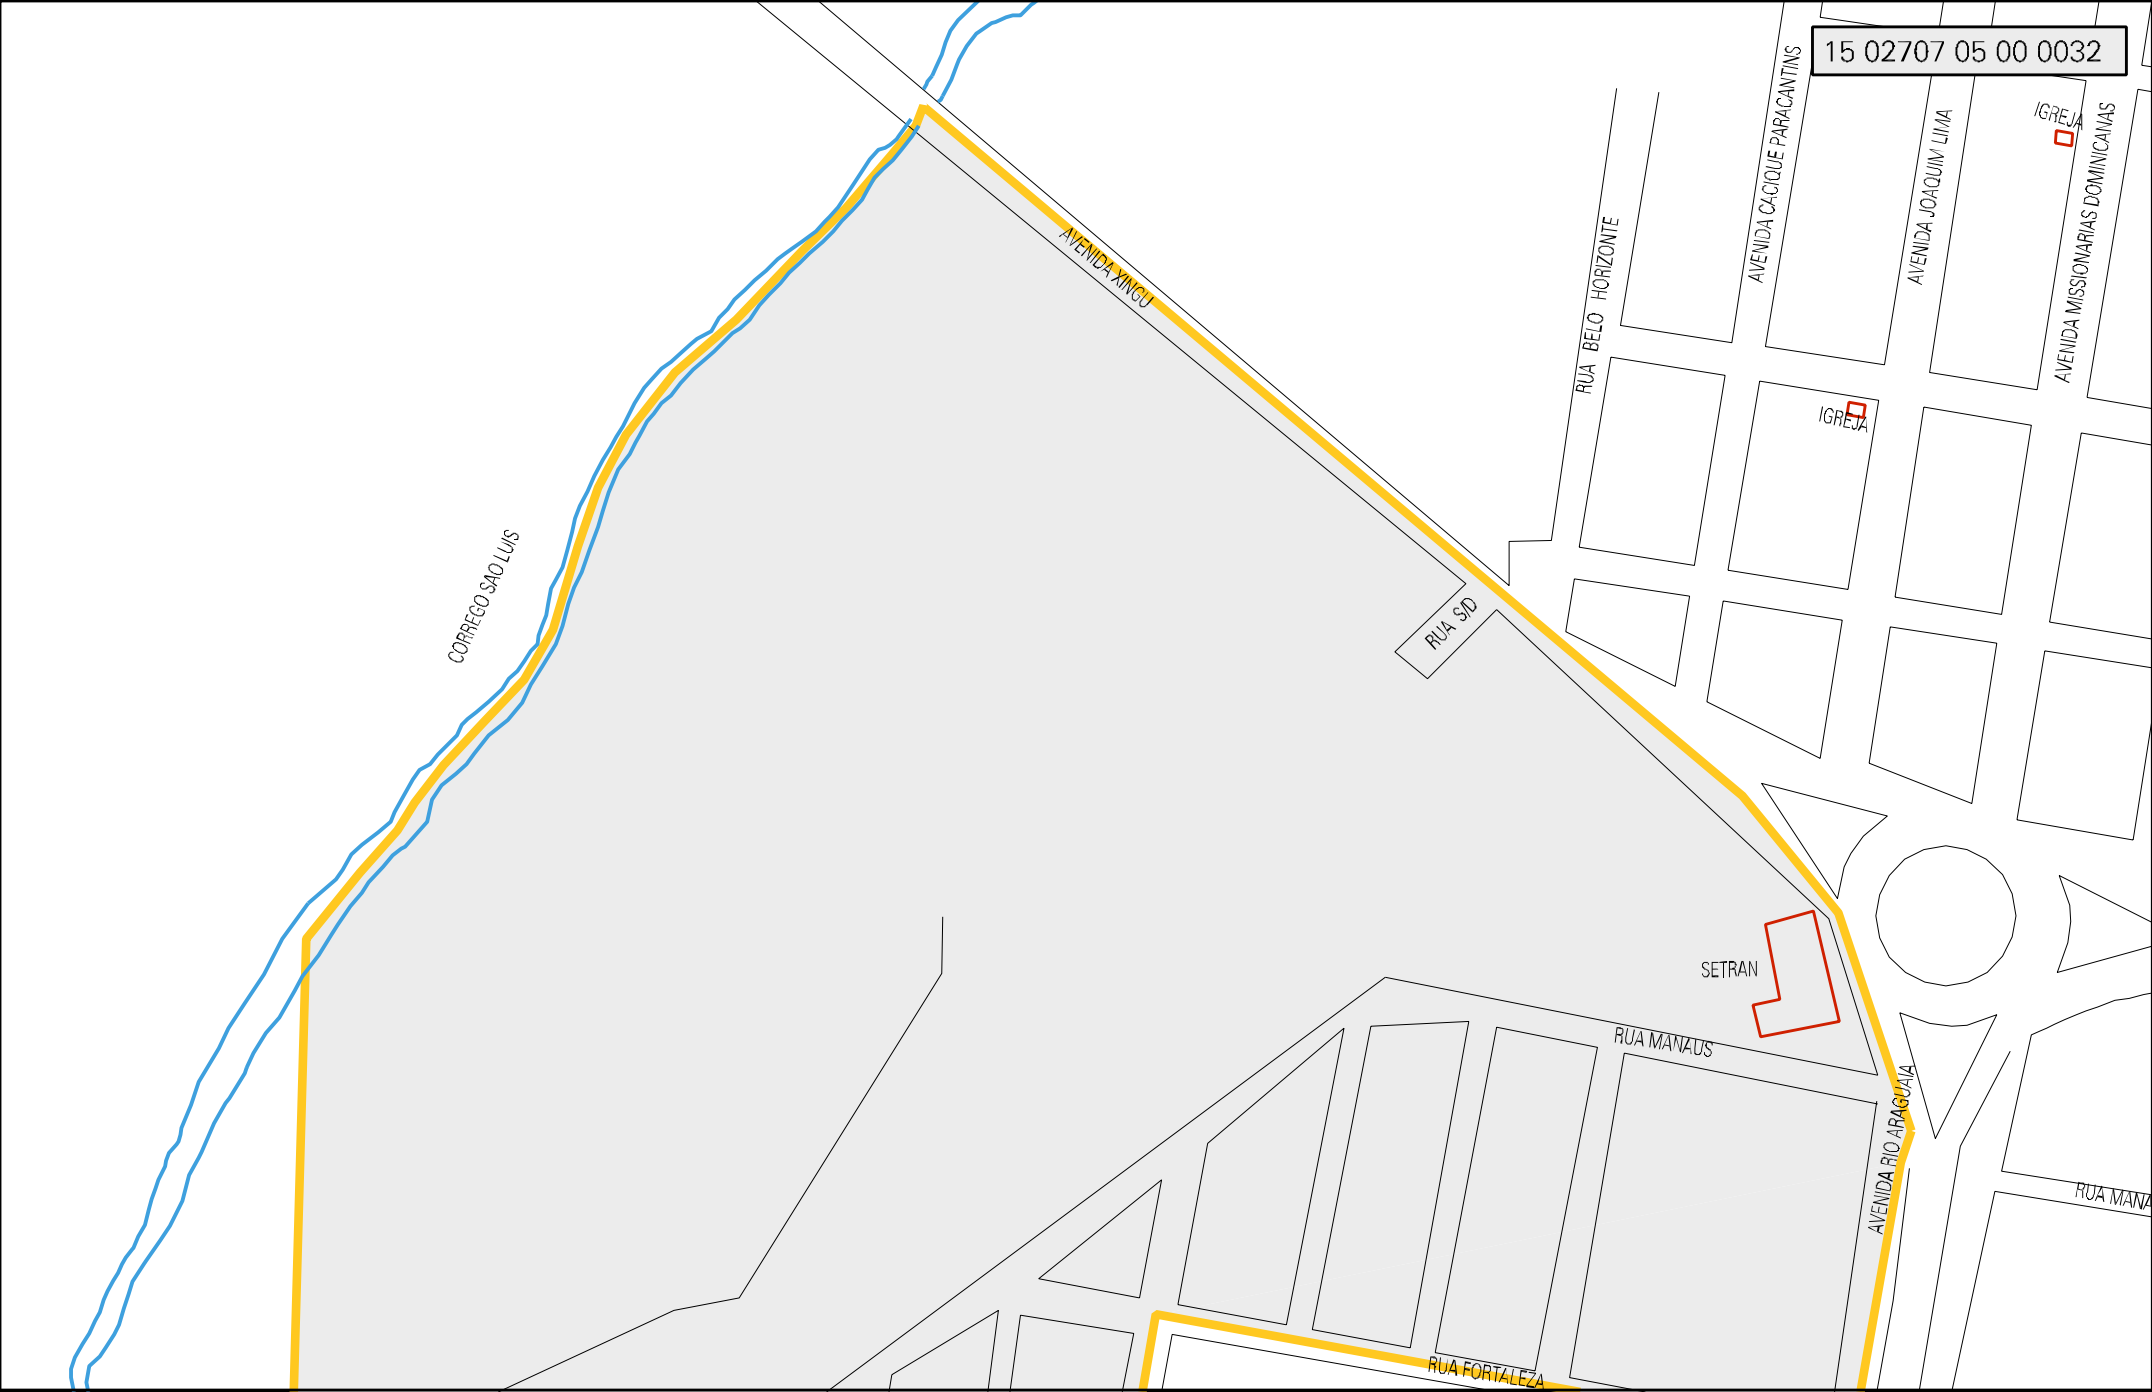 15 02707 05 00 0032
AVENIDA CACIQUE PARACANTINS
IGREJA
AVENIDA JOAQUIM LIMA
AVENIDA MISSIONARIAS DOMINICANAS
AVENIDA XINGU
RUA BELO HORIZONTE
IGREJA
CORREGO SAO LUIS
RUA S/D
SETRAN
RUA MANAUS
AVENIDA RIO ARAGUAIA
RUA MANA
RUA FORTALEZA